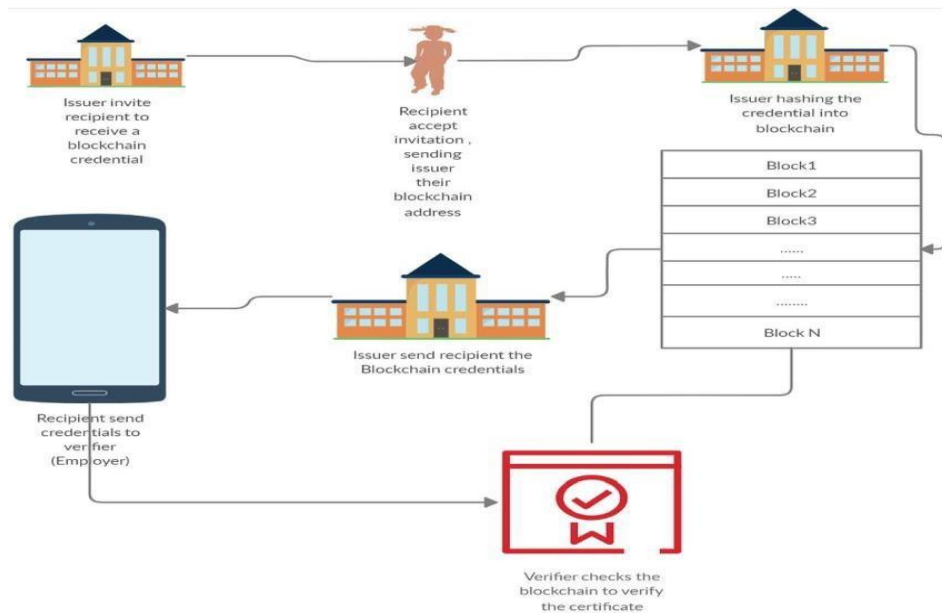 Issuer invite
recipient to
receive a
blockchain
credential
Recipient
accept
invitation ,
sending
issuer
their
blockchain
address
Issuer hashing the
credential into
blockchain
Block1
Block2
Block3
......
.....
........
Block N
Issuer send recipient the
Blockchain credentials
Recipient send
credentials to
verifier
(Employer)
Verifier checks the
blockchain to verify
the certificate